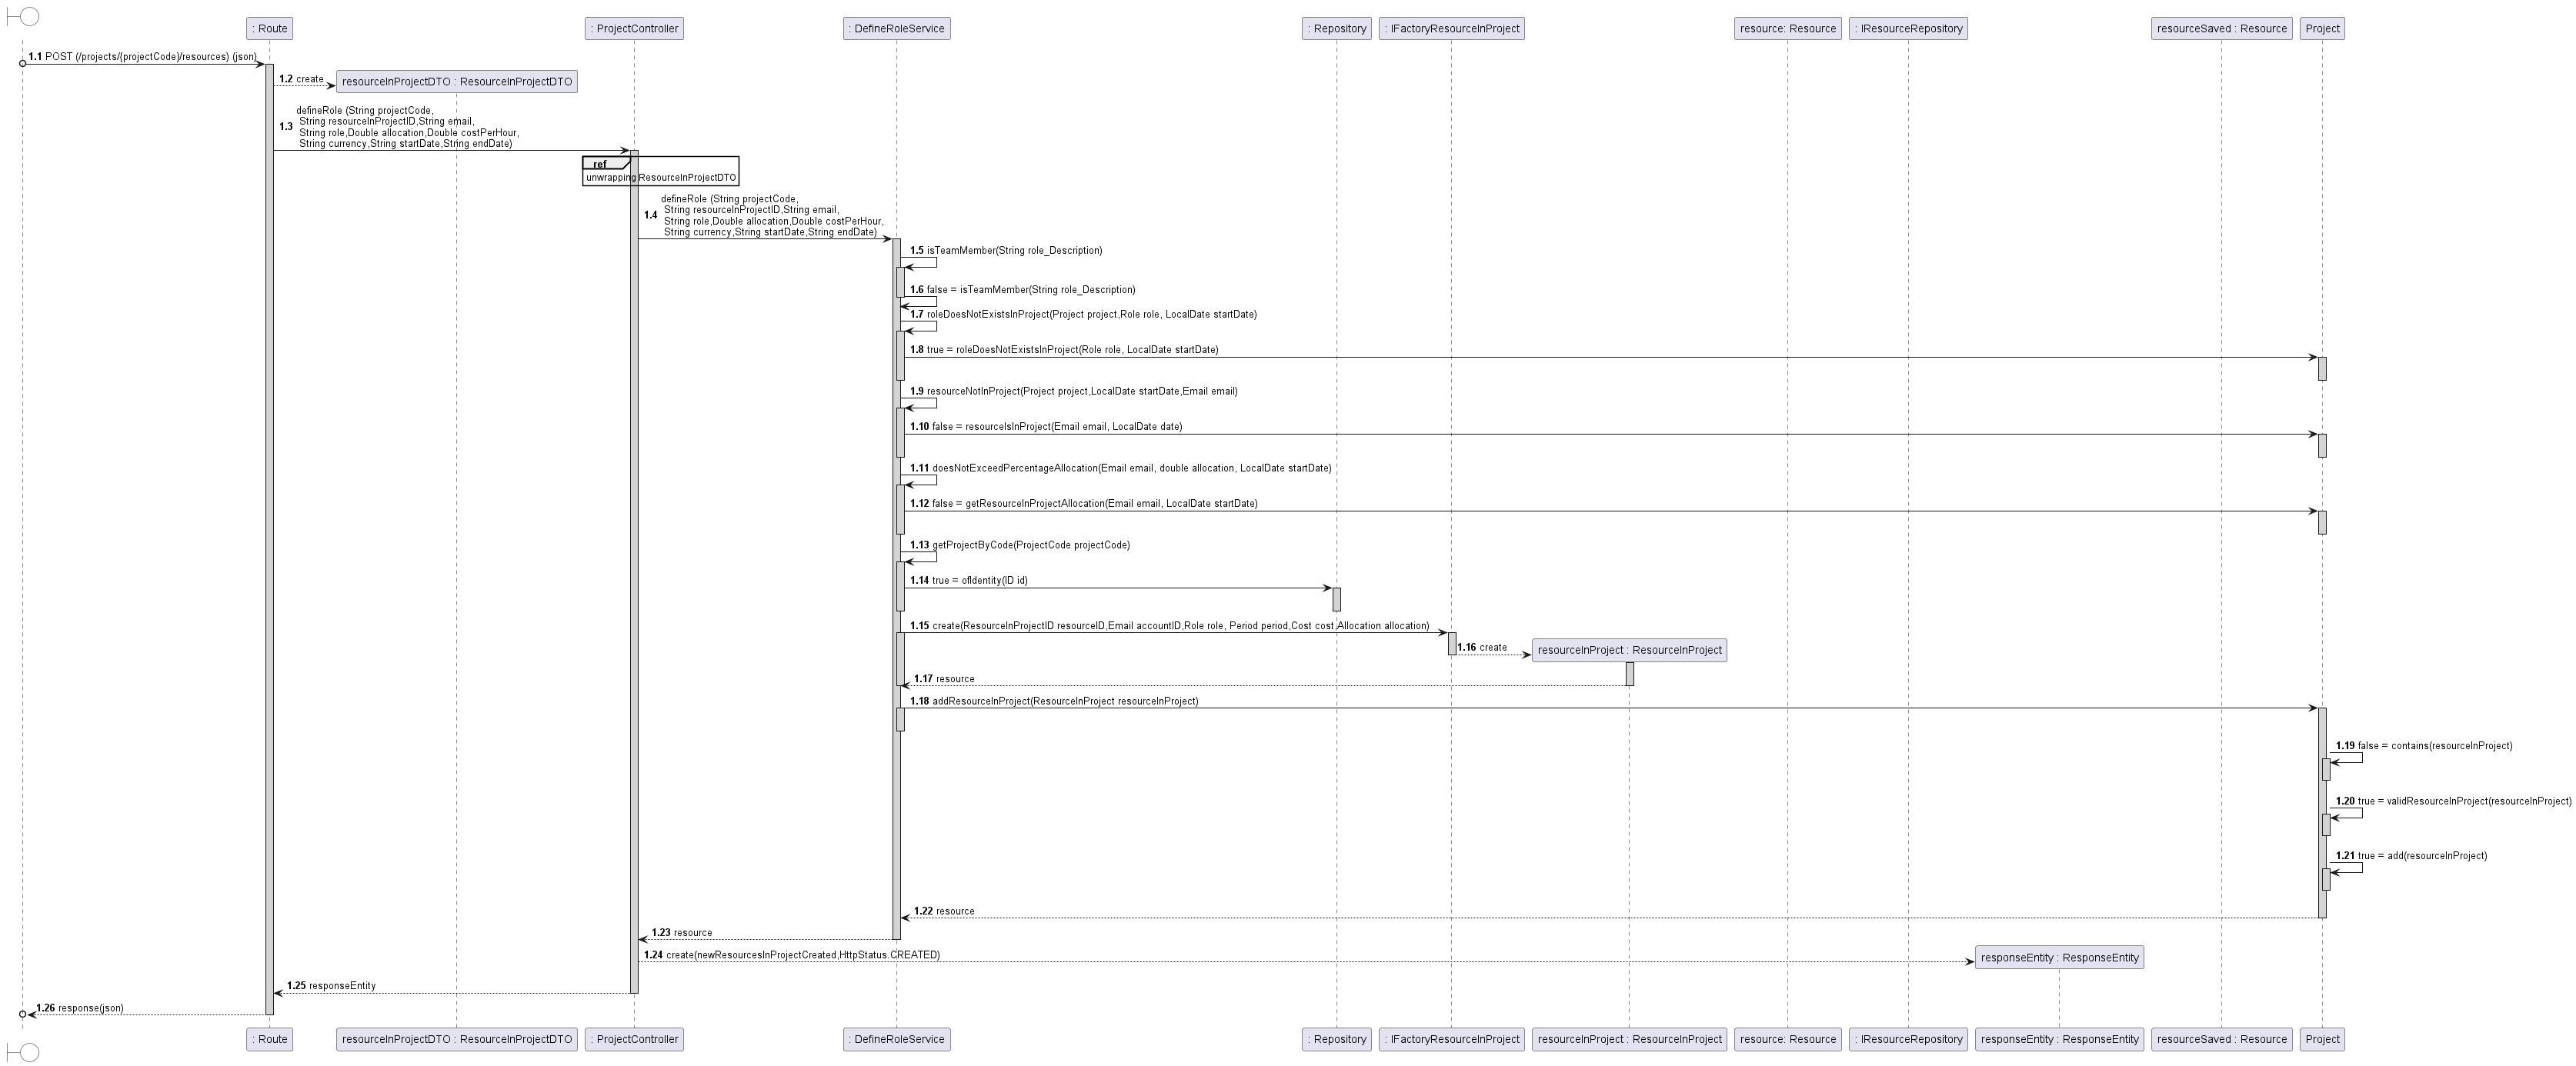 : Route
: ProjectController
: DefineRoleService
: Repository
: IFactoryResourceInProject
resource: Resource
: IResourceRepository
resourceSaved : Resource
Project
1.1 POST (/projects/{projectCode}/resources) (json)
1.2 create
resourceInProjectDTO : ResourceInProjectDTO
1.3 defineRole (String projectCode,
String resourceInProjectID,String email,
String role,Double allocation,Double costPerHour,
String currency,String startDate,String endDate)
ref
unwrapping ResourceInProjectDTO
1.4 defineRole (String projectCode,
String resourceInProjectID,String email,
String role,Double allocation,Double costPerHour,
String currency,String startDate,String endDate)
1.5 isTeamMember(String role_Description)
1.6 false = isTeamMember(String role_Description)
1.7 roleDoesNotExistsInProject(Project project,Role role, LocalDate startDate)
1.8 true = roleDoesNotExistsInProject(Role role, LocalDate startDate)
1.9 resourceNotInProject(Project project,LocalDate startDate,Email email)
1.10 false = resourceIsInProject(Email email, LocalDate date)
1.11 doesNotExceedPercentageAllocation(Email email, double allocation, LocalDate startDate)
1.12 false = getResourceInProjectAllocation(Email email, LocalDate startDate)
1.13 getProjectByCode(ProjectCode projectCode)
1.14 true = ofIdentity(ID id)
1.15 create(ResourceInProjectID resourceID,Email accountID,Role role, Period period,Cost cost,Allocation allocation)
1.16 create
resourceInProject : ResourceInProject
1.17 resource
1.18 addResourceInProject(ResourceInProject resourceInProject)
1.19 false = contains(resourceInProject)
1.20 true = validResourceInProject(resourceInProject)
1.21 true = add(resourceInProject)
1.22 resource
1.23 resource
1.24 create(newResourcesInProjectCreated,HttpStatus.CREATED)
responseEntity : ResponseEntity
1.25 responseEntity
1.26 response(json)
: Route
resourceInProjectDTO : ResourceInProjectDTO
: ProjectController
: DefineRoleService
: Repository
: IFactoryResourceInProject
resourceInProject : ResourceInProject
resource: Resource
: IResourceRepository
responseEntity : ResponseEntity
resourceSaved : Resource
Project